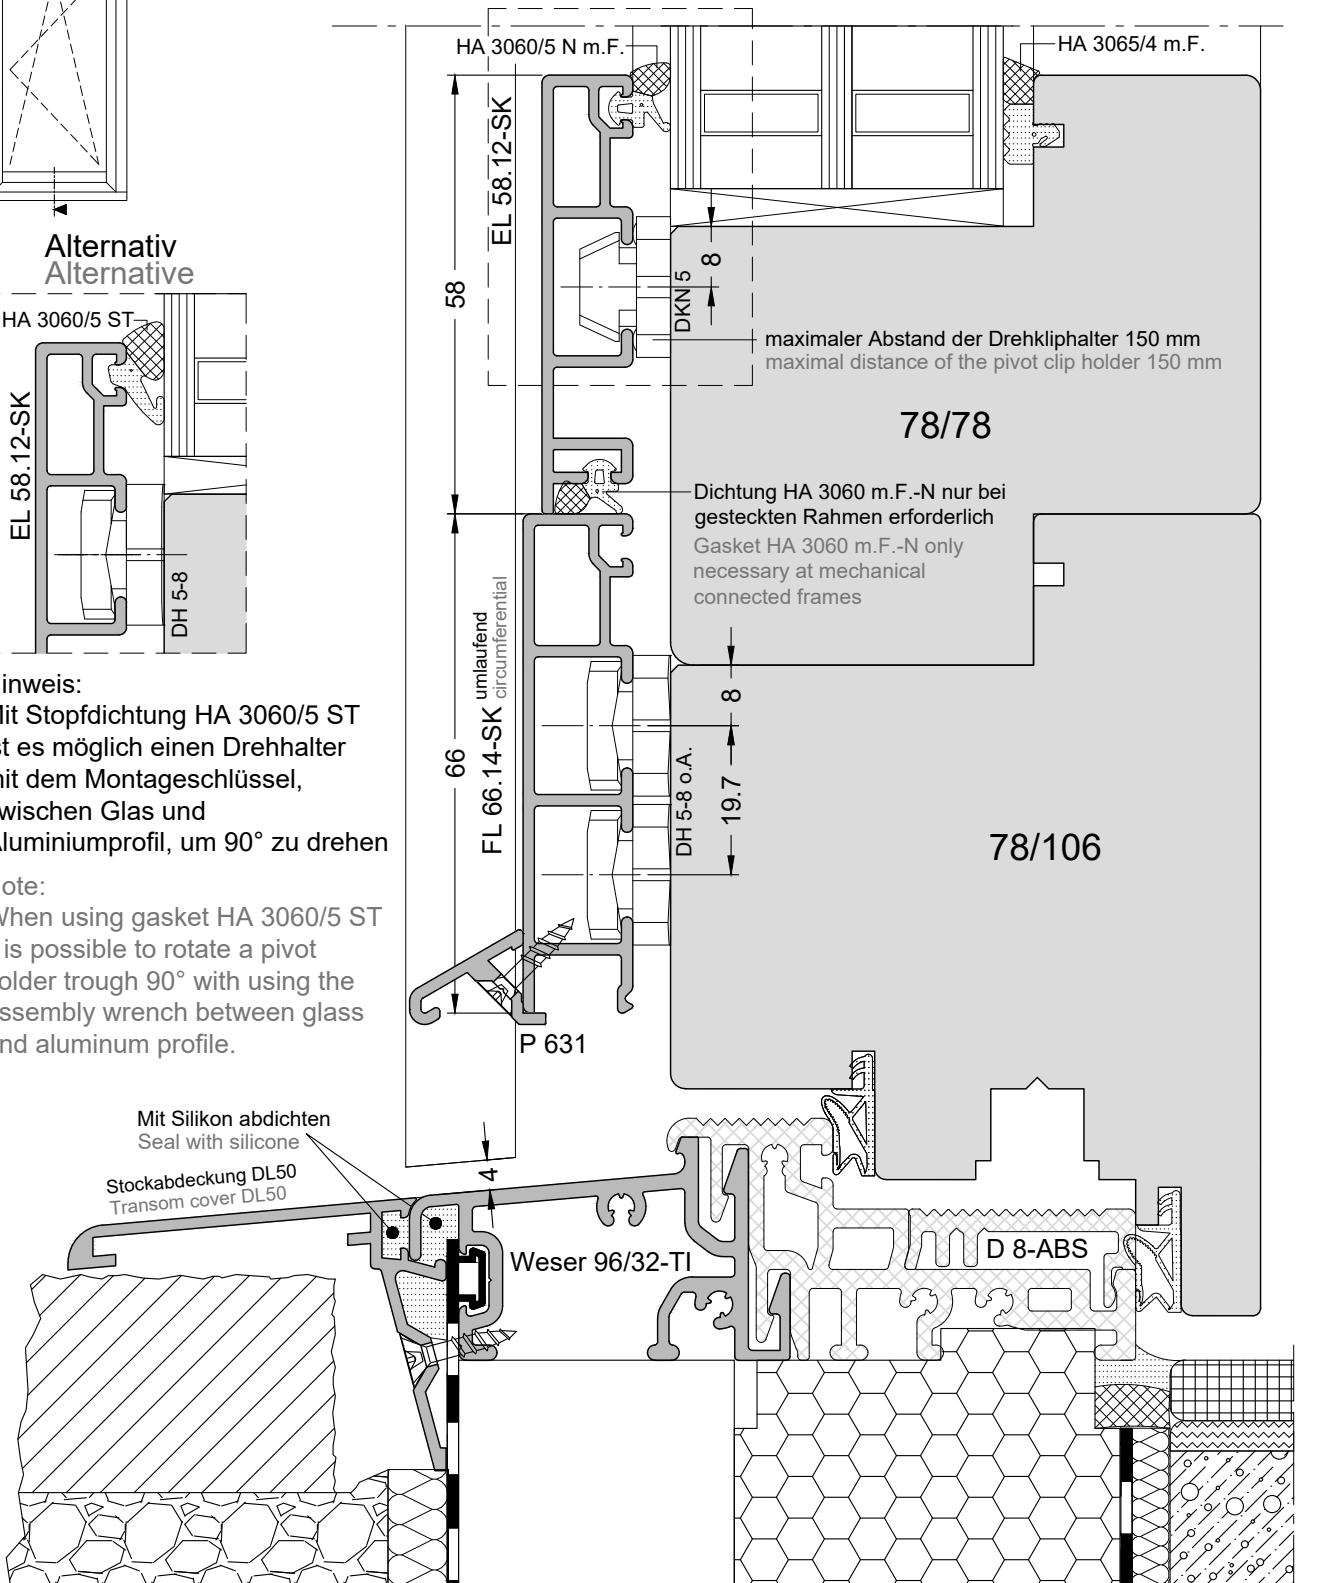 HA 3060/5 N m.F.
HA 3065/4 m.F.
EL 58.12-SK
58
8
DKN 5
maximaler Abstand der Drehkliphalter 150 mm
maximal distance of the pivot clip holder 150 mm
78/78
Alternativ
Alternative
HA 3060/5 ST
EL 58.12-SK
DH 5-8
Dichtung HA 3060 m.F.-N nur bei
gesteckten Rahmen erforderlich
Gasket HA 3060 m.F.-N only
necessary at mechanical
connected frames
66
FL 66.14-SK
umlaufend
circumferential
8
19.7
DH 5-8 o.A.
78/106
inweis:
it Stopfdichtung HA 3060/5 ST
st es möglich einen Drehhalter
it dem Montageschlüssel,
wischen Glas und
luminiumprofil, um 90° zu drehen
ote:
hen using gasket HA 3060/5 ST
is possible to rotate a pivot
older trough 90° with using the
ssembly wrench between glass
nd aluminum profile.
P 631
Mit Silikon abdichten
Seal with silicone
Stockabdeckung DL50
Transom cover DL50
4
Weser 96/32-TI
D 8-ABS